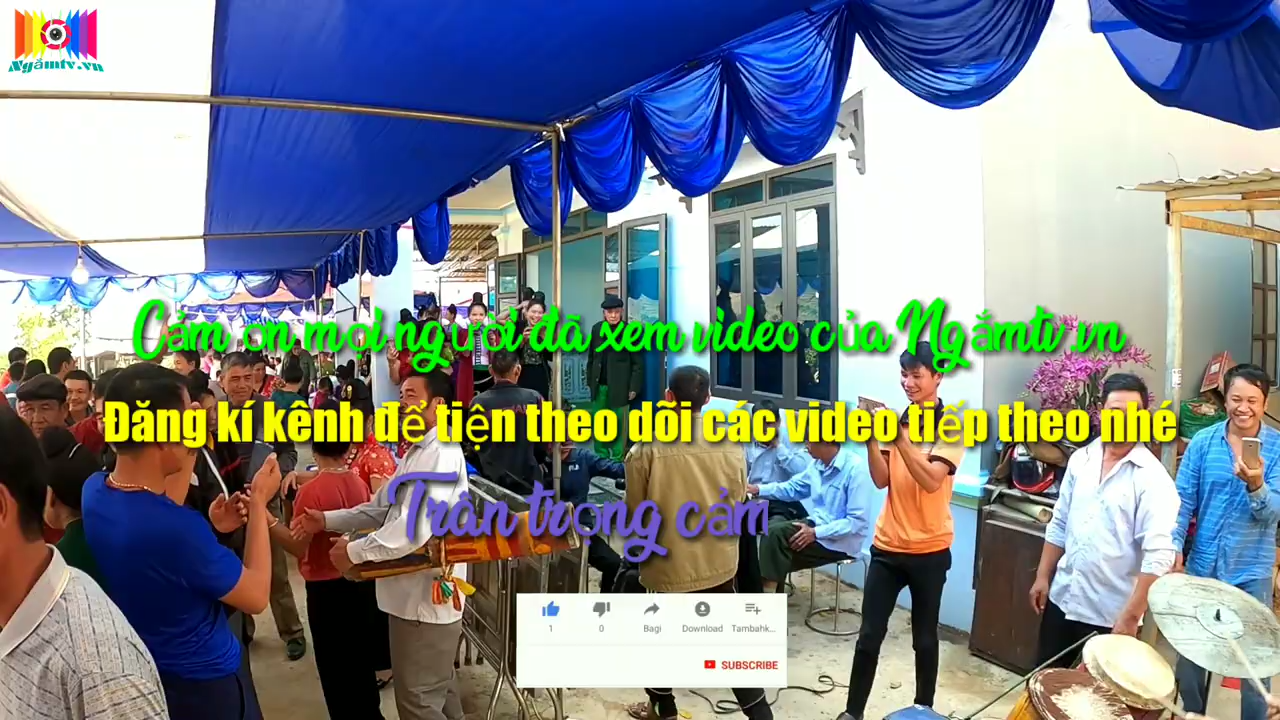 Ngắmtv.vn
Cảm ơn mọi người đã xem video của Ngắmtv.vn
Đăng kí kênh để tiện theo dõi các video tiếp theo nhé
Trân trọng cảm
1 0 Bagi Download Tambahk...
SUBSCRIBE